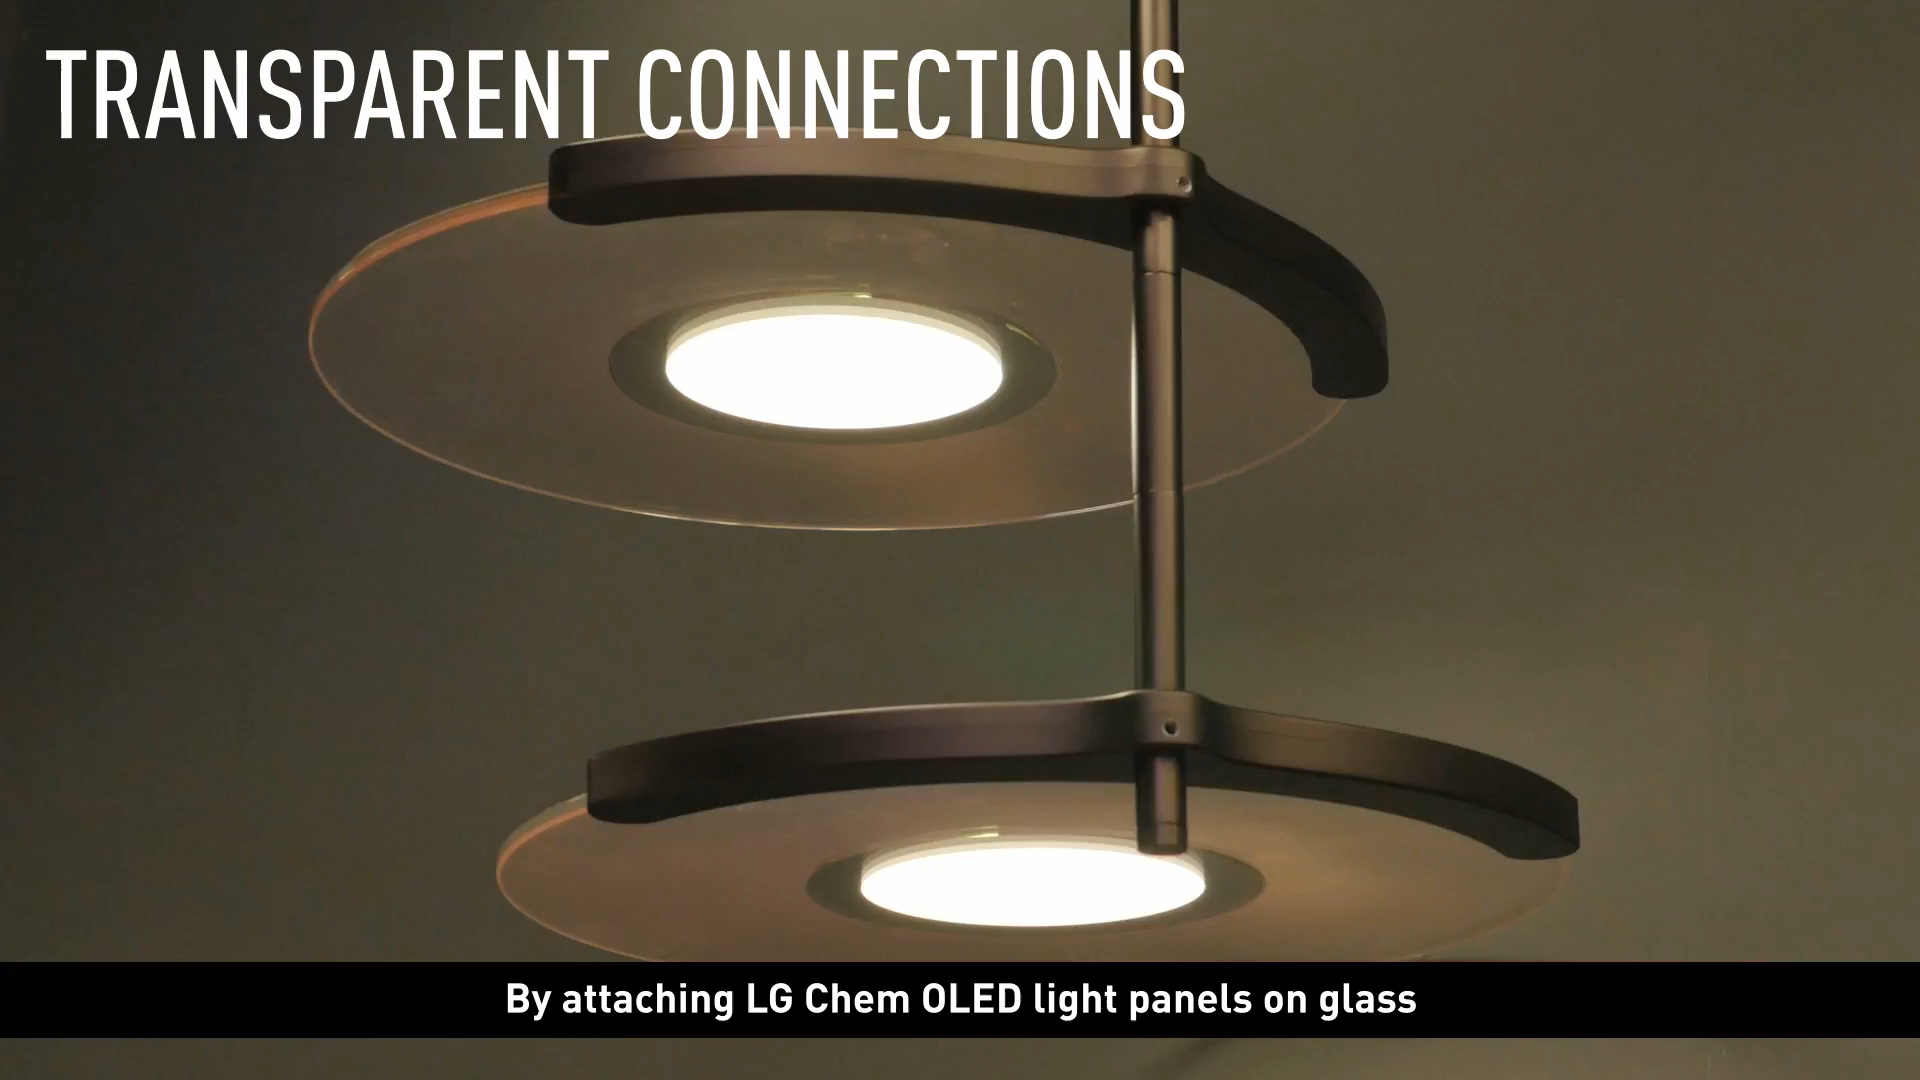 TRANSPARENT CONNECTIONS
By attaching LG Chem OLED light panels on glass